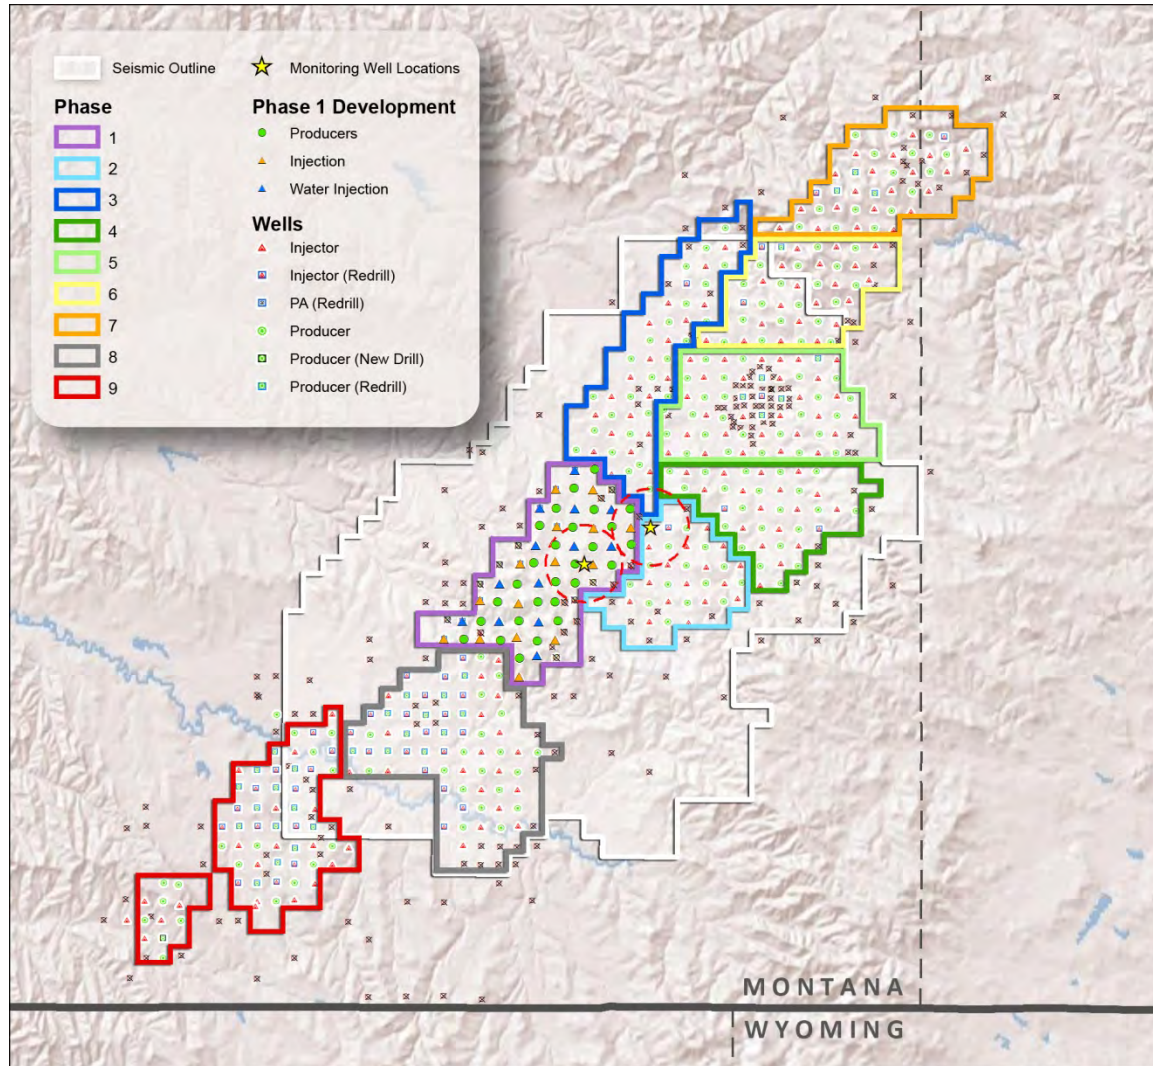 Seismic Outline
Phase
1
2
3
4
5
6
7
8
9
Monitoring Well Locations
Phase 1 Development
Producers
Injection
Water Injection
Wells
Injector
Injector (Redrill)
PA (Redrill)
Producer
Producer (New Drill)
Producer (Redrill)
MONTANA
WYOMING